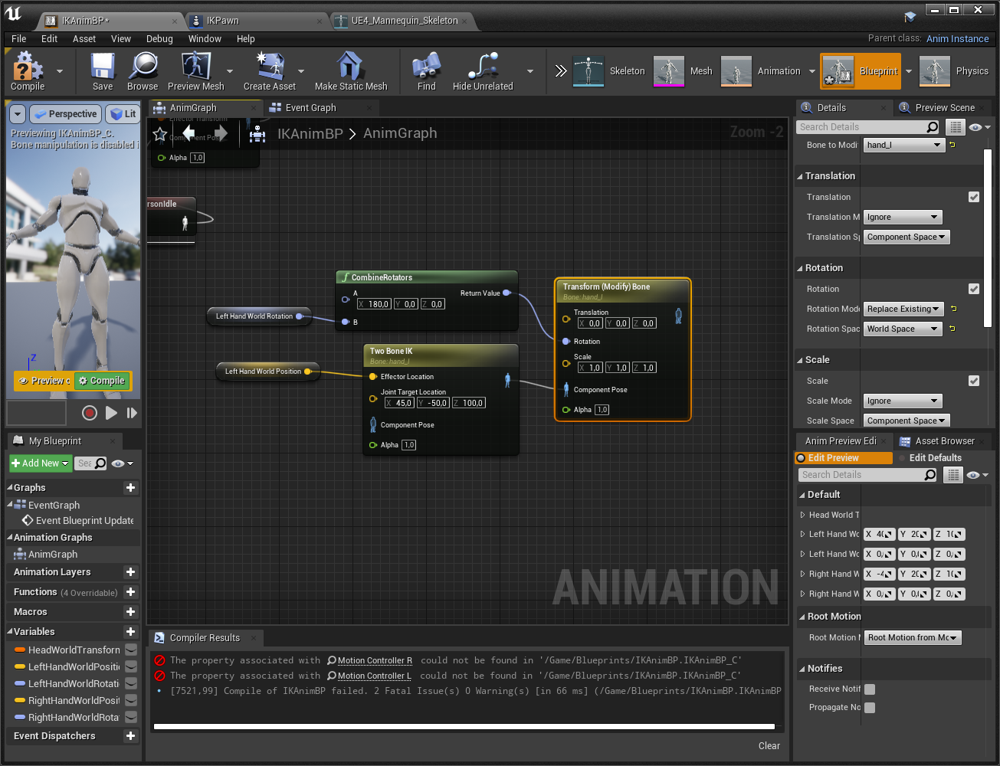 IKAnimBP*
IKPawn
UE4_Mannequin_Skeleton
File Edit Asset View Debug Window Help
Parent class: Anim Instance
Compile
Save
Browse
Preview Mesh
Create Asset
Make Static Mesh
Find
Hide Unrelated
Skeleton
Mesh
Animation
Blueprint
Physics
Perspective
Lit
Previewing IKAnimBP_C.
Bone manipulation is disabled i
Z
Preview
Compile
AnimGraph
Event Graph
IKAnimBP > AnimGraph
Zoom -2
Effector Transform
Component Pos
Alpha 1,0
rsonIdle
CombineRotators
A
X 180,0 Y 0,0 Z 0,0
B
Return Value
Left Hand World Rotation
Left Hand World Position
Two Bone IK
Bone: hand_l
Effector Location
Joint Target Location
X 45,0 Y -50,0 Z 100,0
Component Pose
Alpha 1,0
Transform (Modify) Bone
Bone: hand_l
Translation
X 0,0 Y 0,0 Z 0,0
Rotation
Scale
X 1,0 Y 1,0 Z 1,0
Component Pose
Alpha 1,0
ANIMATION
My Blueprint
Add New
Sea
Graphs
EventGraph
Event Blueprint Update
Animation Graphs
AnimGraph
Animation Layers
Functions (4 Overridable)
Macros
Variables
HeadWorldTransforn
LeftHandWorldPositi
LeftHandWorldRotati
RightHandWorldPosit
RightHandWorldRota
Event Dispatchers
Compiler Results
The property associated with Motion Controller R could not be found in '/Game/Blueprints/IKAnimBP.IKAnimBP_C'
The property associated with Motion Controller L could not be found in '/Game/Blueprints/IKAnimBP.IKAnimBP_C'
[7521,99] Compile of IKAnimBP failed. 2 Fatal Issue(s) 0 Warning(s) [in 66 ms] (/Game/Blueprints/IKAnimBP.IKAnimBP
Clear
Details
Preview Scene
Search Details
Bone to Modi hand_l
Translation
Translation
Translation M Ignore
Translation Sp Component Space
Rotation
Rotation
Rotation Mode Replace Existing
Rotation Spac World Space
Scale
Scale
Scale Mode Ignore
Scale Space Component Space
Anim Preview Edi
Asset Browser
Edit Preview
Edit Defaults
Search Details
Default
Head World T
Left Hand Wo X 40 Y 20 Z 10
Left Hand Wo X 0, Y 0, Z 0,
Right Hand W X -4 Y 20 Z 10
Right Hand W X 0, Y 0, Z 0,
Root Motion
Root Motion M Root Motion from Mo
Notifies
Receive Notif
Propagate No